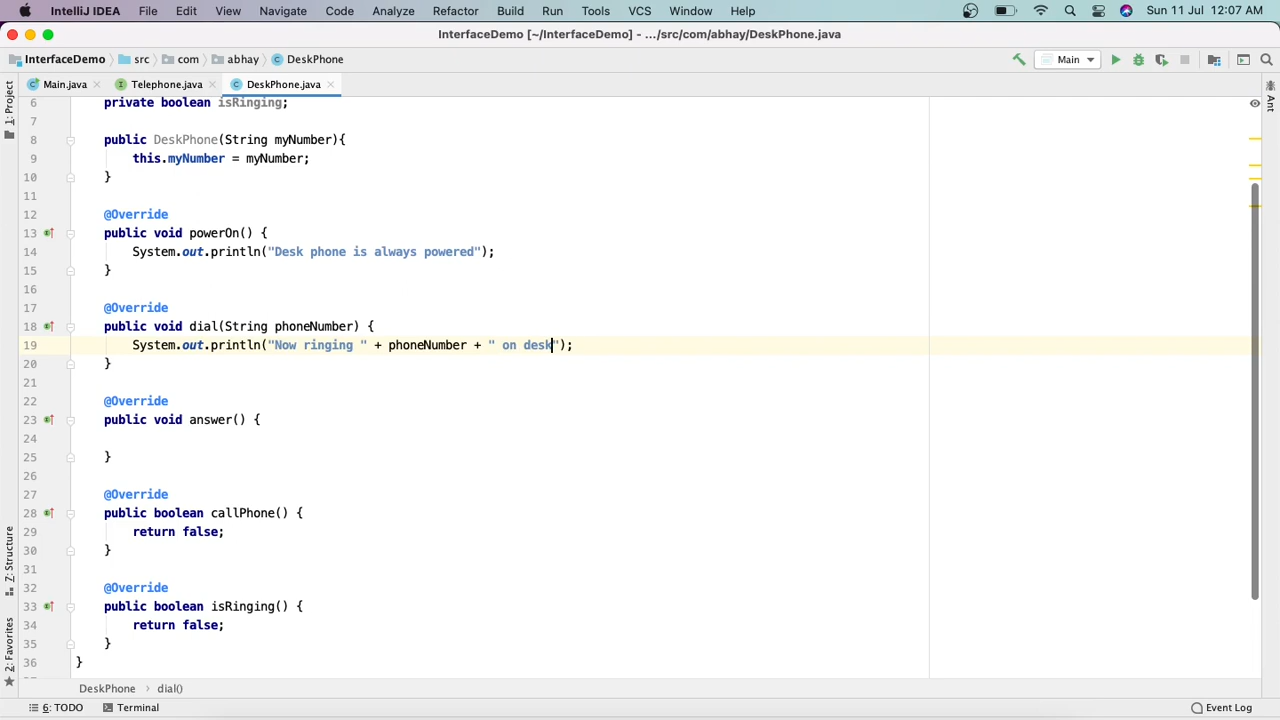 IntelliJ IDEA File Edit View Navigate Code Analyze Refactor Build Run Tools VCS Window Help Sun 11 Jul 12:07 AM
InterfaceDemo [~/InterfaceDemo] - .../src/com/abhay/DeskPhone.java
InterfaceDemo src com abhay DeskPhone Main
Main.java Telephone.java DeskPhone.java
1: Project
Ant
6 private boolean isRinging;
7
8 public DeskPhone(String myNumber){
9 this.myNumber = myNumber;
10 }
11
12 @Override
13 public void powerOn() {
14 System.out.println("Desk phone is always powered");
15 }
16
17 @Override
18 public void dial(String phoneNumber) {
19 System.out.println("Now ringing " + phoneNumber + " on desk");
20 }
21
22 @Override
23 public void answer() {
24
25 }
26
27 @Override
28 public boolean callPhone() {
29 return false;
30 }
31
32 @Override
33 public boolean isRinging() {
34 return false;
35 }
36 }
Z: Structure
2: Favorites
DeskPhone dial()
6: TODO Terminal Event Log